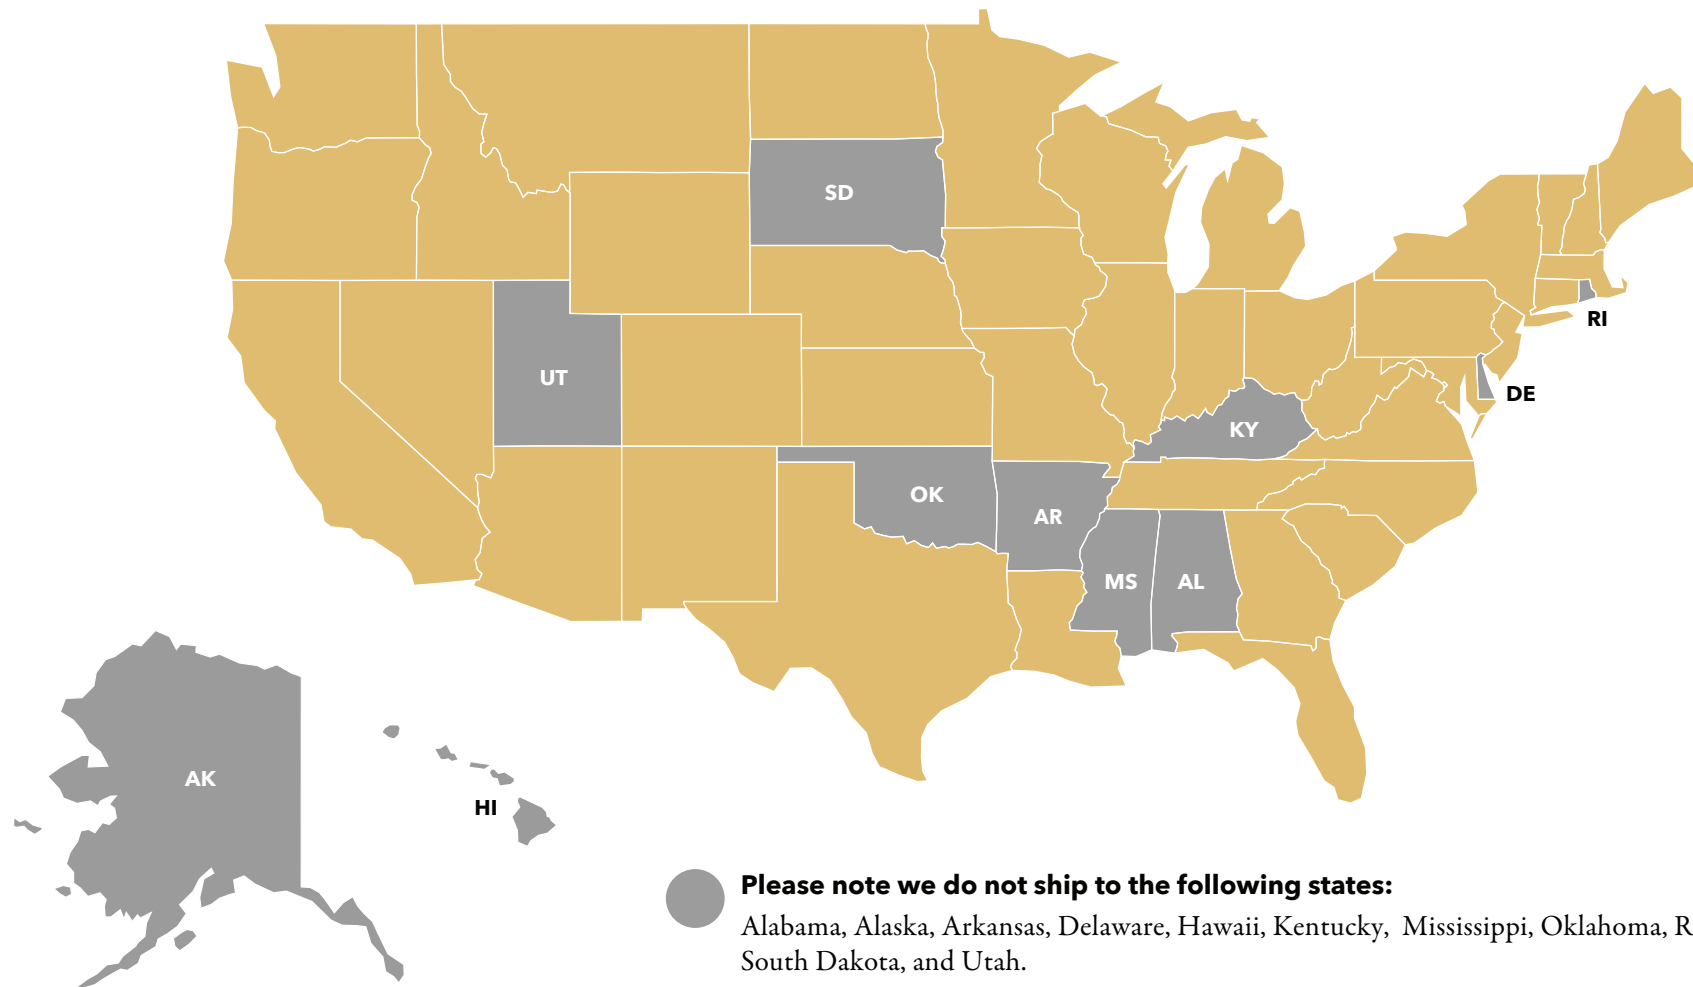 SD
RI
UT
DE
KY
OK
AR
MS AL
AK
HI
Please note we do not ship to the following states:
Alabama, Alaska, Arkansas, Delaware, Hawaii, Kentucky, Mississippi, Oklahoma, R
South Dakota, and Utah.